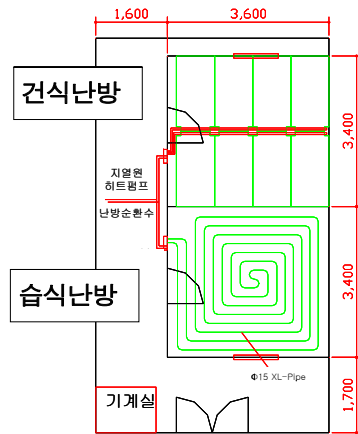 1,600
3,600
건식난방
3,400
지열원
히트펌프
난방순환수
습식난방
3,400
Φ15 XL-Pipe
기계실
1,700